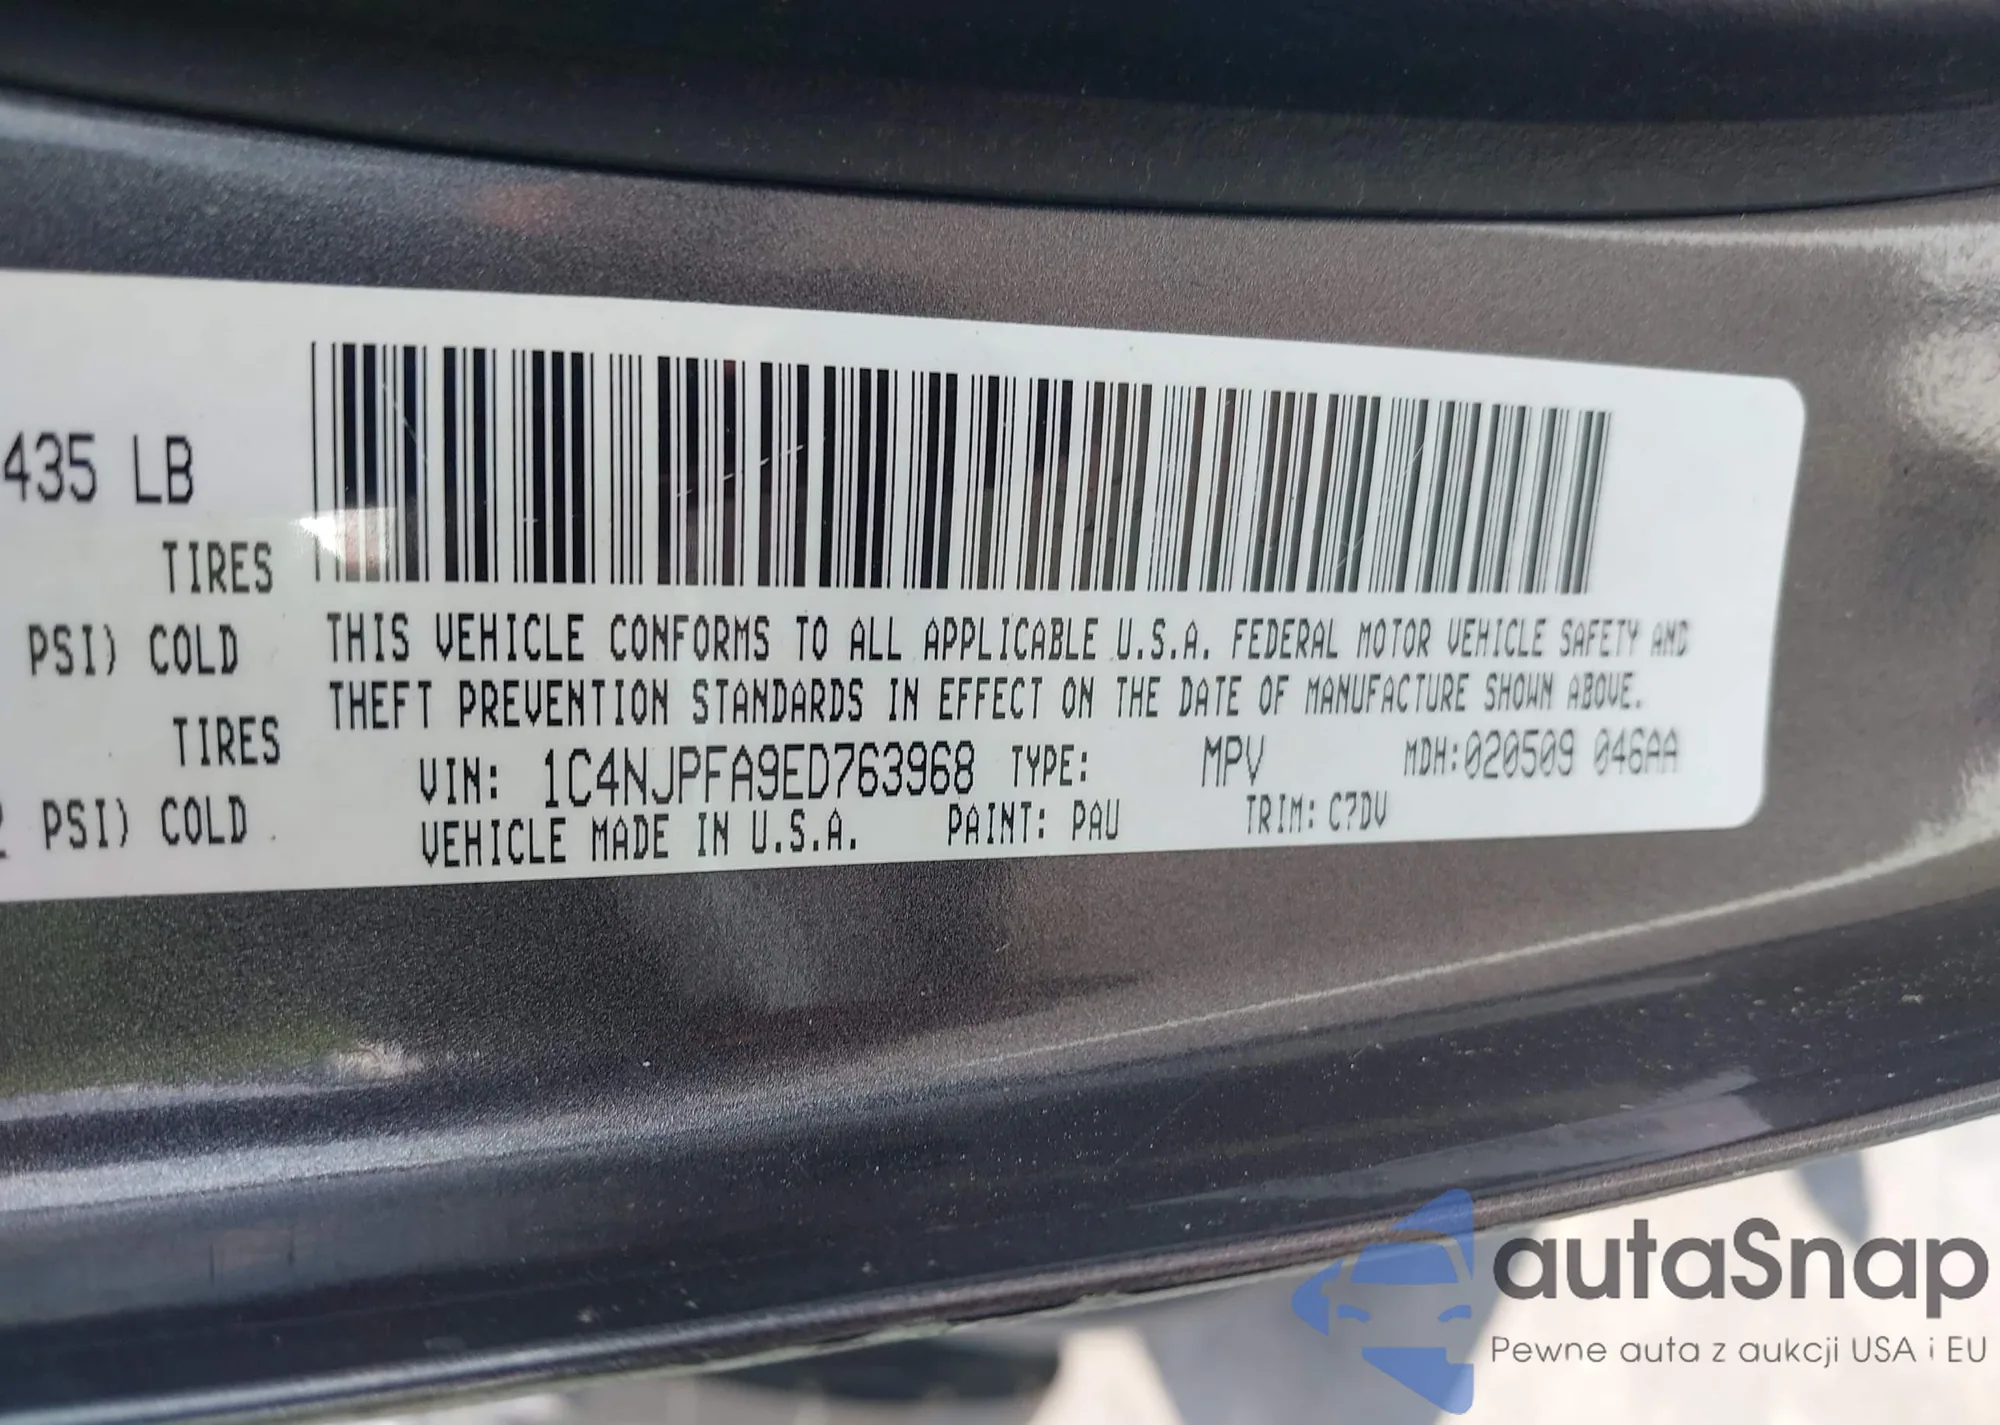 435 LB
TIRES
PSI) COLD
TIRES
PSI) COLD
THIS VEHICLE CONFORMS TO ALL APPLICABLE U.S.A. FEDERAL MOTOR VEHICLE SAFETY AND
THEFT PREVENTION STANDARDS IN EFFECT ON THE DATE OF MANUFACTURE SHOWN ABOVE.
VIN: 1C4NJPFA9ED763968 TYPE: MPV MDH:020509 046AA
VEHICLE MADE IN U.S.A. PAINT: PAU TRIM: C7DV
autaSnap
Pewne auta z aukcji USA i EU